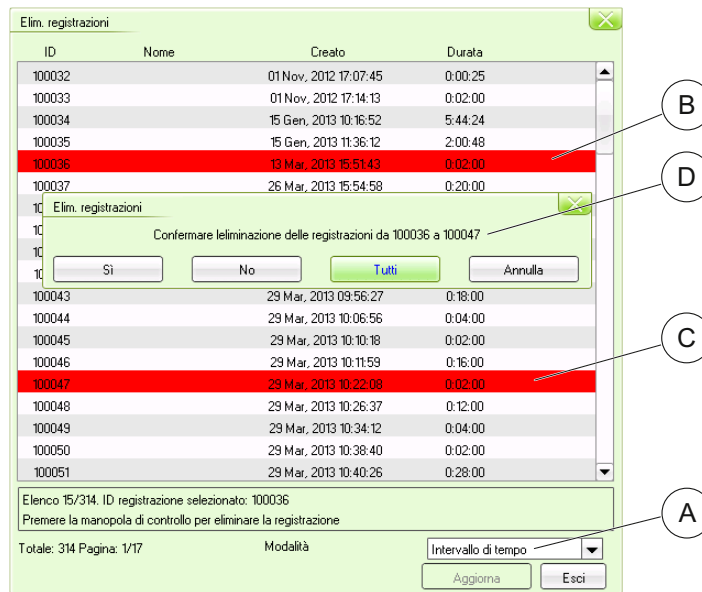 Elim. registrazioni
ID Nome Creato Durata
100032 01 Nov, 2012 17:07:45 0:00:25
100033 01 Nov, 2012 17:14:13 0:02:00
B
100034 15 Gen, 2013 10:16:52 5:44:24
100035 15 Gen, 2013 11:36:12 2:00:48
100036 13 Mar, 2013 15:51:43 0:02:00
D
100037 26 Mar, 2013 15:54:58 0:20:00
10
Elim. registrazioni
10
Confermare leliminazione delle registrazioni da 100036 a 100047
10
10
Sì No Tutti Annulla
100043 29 Mar, 2013 09:56:27 0:18:00
100044 29 Mar, 2013 10:06:56 0:04:00
100045 29 Mar, 2013 10:10:18 0:02:00
C
100046 29 Mar, 2013 10:11:59 0:16:00
100047 29 Mar, 2013 10:22:08 0:02:00
100048 29 Mar, 2013 10:26:37 0:12:00
100049 29 Mar, 2013 10:34:12 0:04:00
100050 29 Mar, 2013 10:38:40 0:02:00
100051 29 Mar, 2013 10:40:26 0:28:00
Elenco 15/314. ID registrazione selezionato: 100036
A
Premere la manopola di controllo per eliminare la registrazione
Totale: 314 Pagina: 1/17 Modalità Intervallo di tempo
Aggiorna Esci